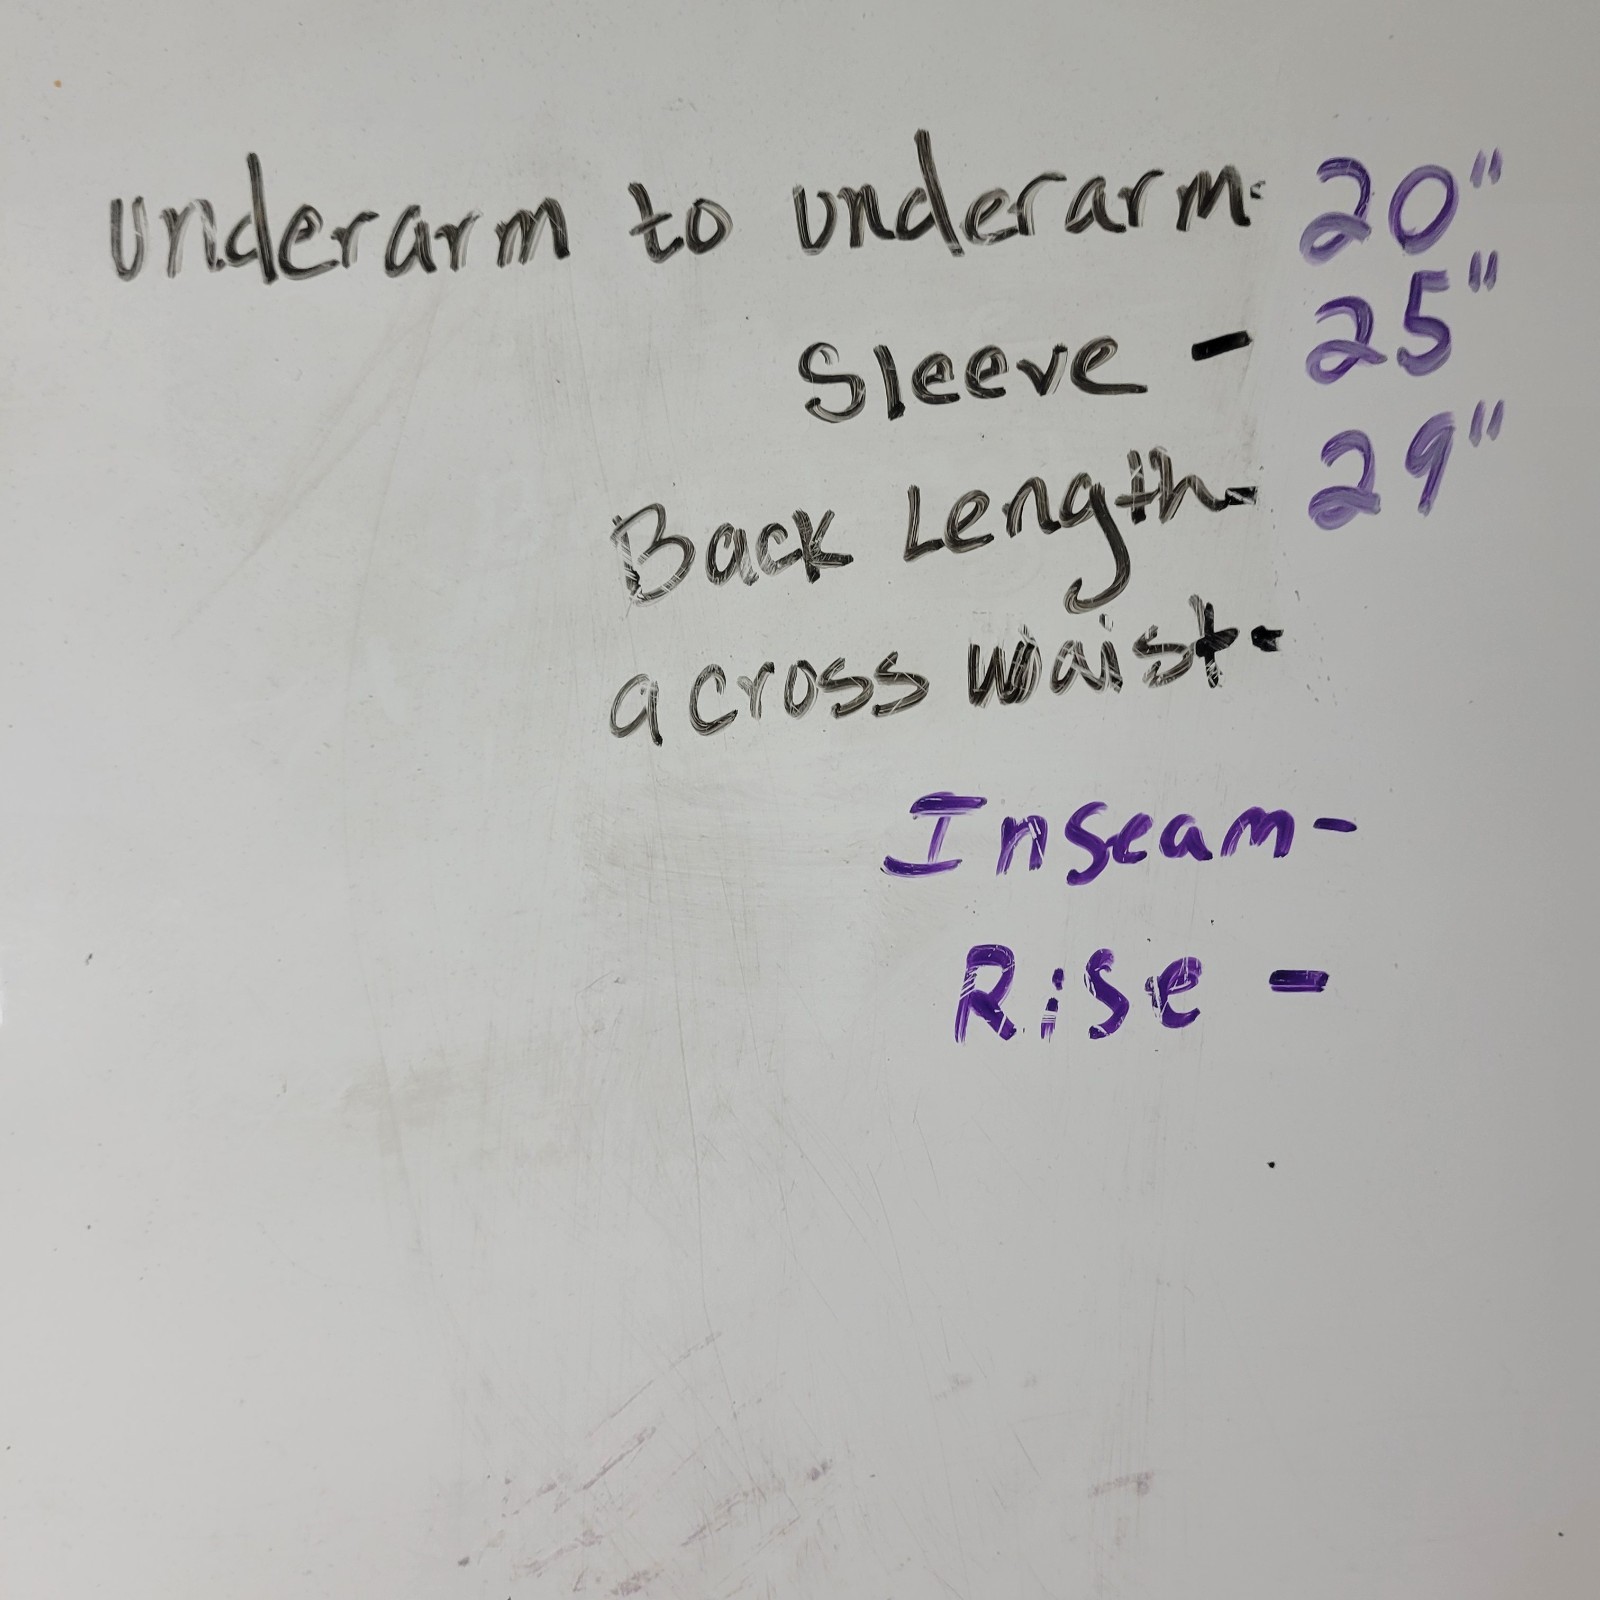 underarm to underarm- 20"
Sleeve - 25"
Back Length- 29"
across waist-
Inseam-
Rise -